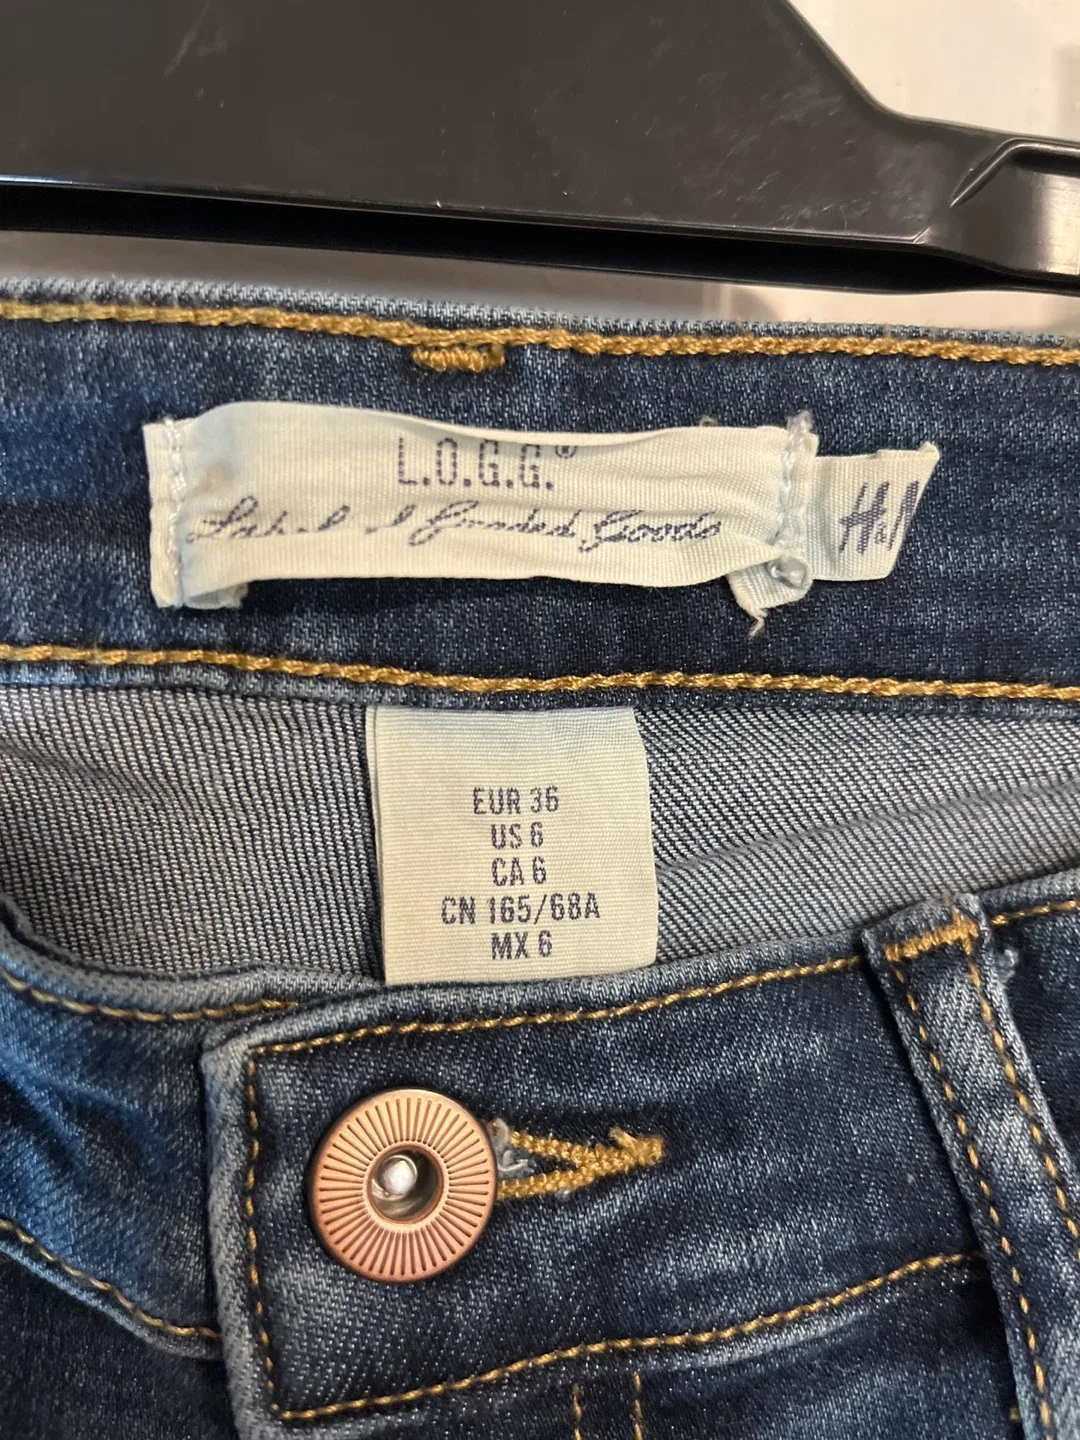 L.O.G.G.®
Label of Graded Goods
H&M
EUR 36
US 6
CA 6
CN 165/68A
MX 6